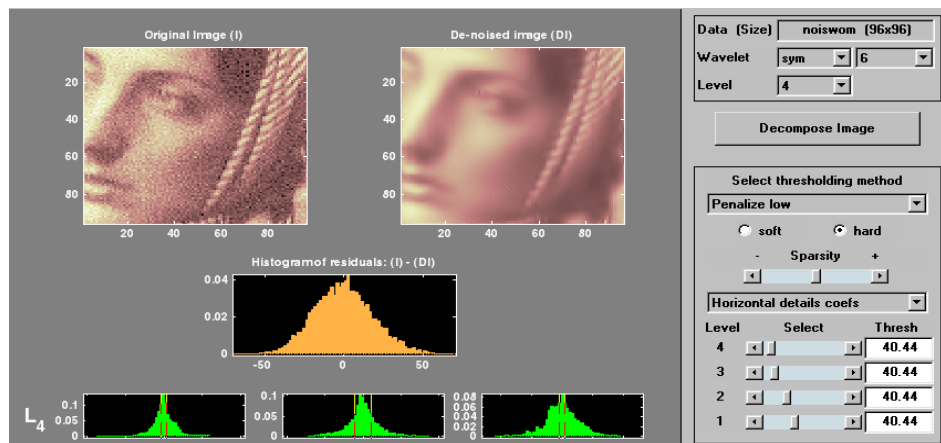 Original Image (I)
20
40
60
80
20 40 60 80
De-noised image (DI)
20
40
60
80
20 40 60 80
Histogramof residuals: (I) - (DI)
0.04
0.02
0
-50 0 50
L4
0.1
0.05
0
0.1
0.05
0
0.08
0.06
0.04
0.02
0
Data (Size) noiswom (96x96)
Wavelet sym 6
Level 4
Decompose Image
Select thresholding method
Penalize low
soft hard
- Sparsity +
Horizontal details coefs
Level Select Thresh
4 40.44
3 40.44
2 40.44
1 40.44